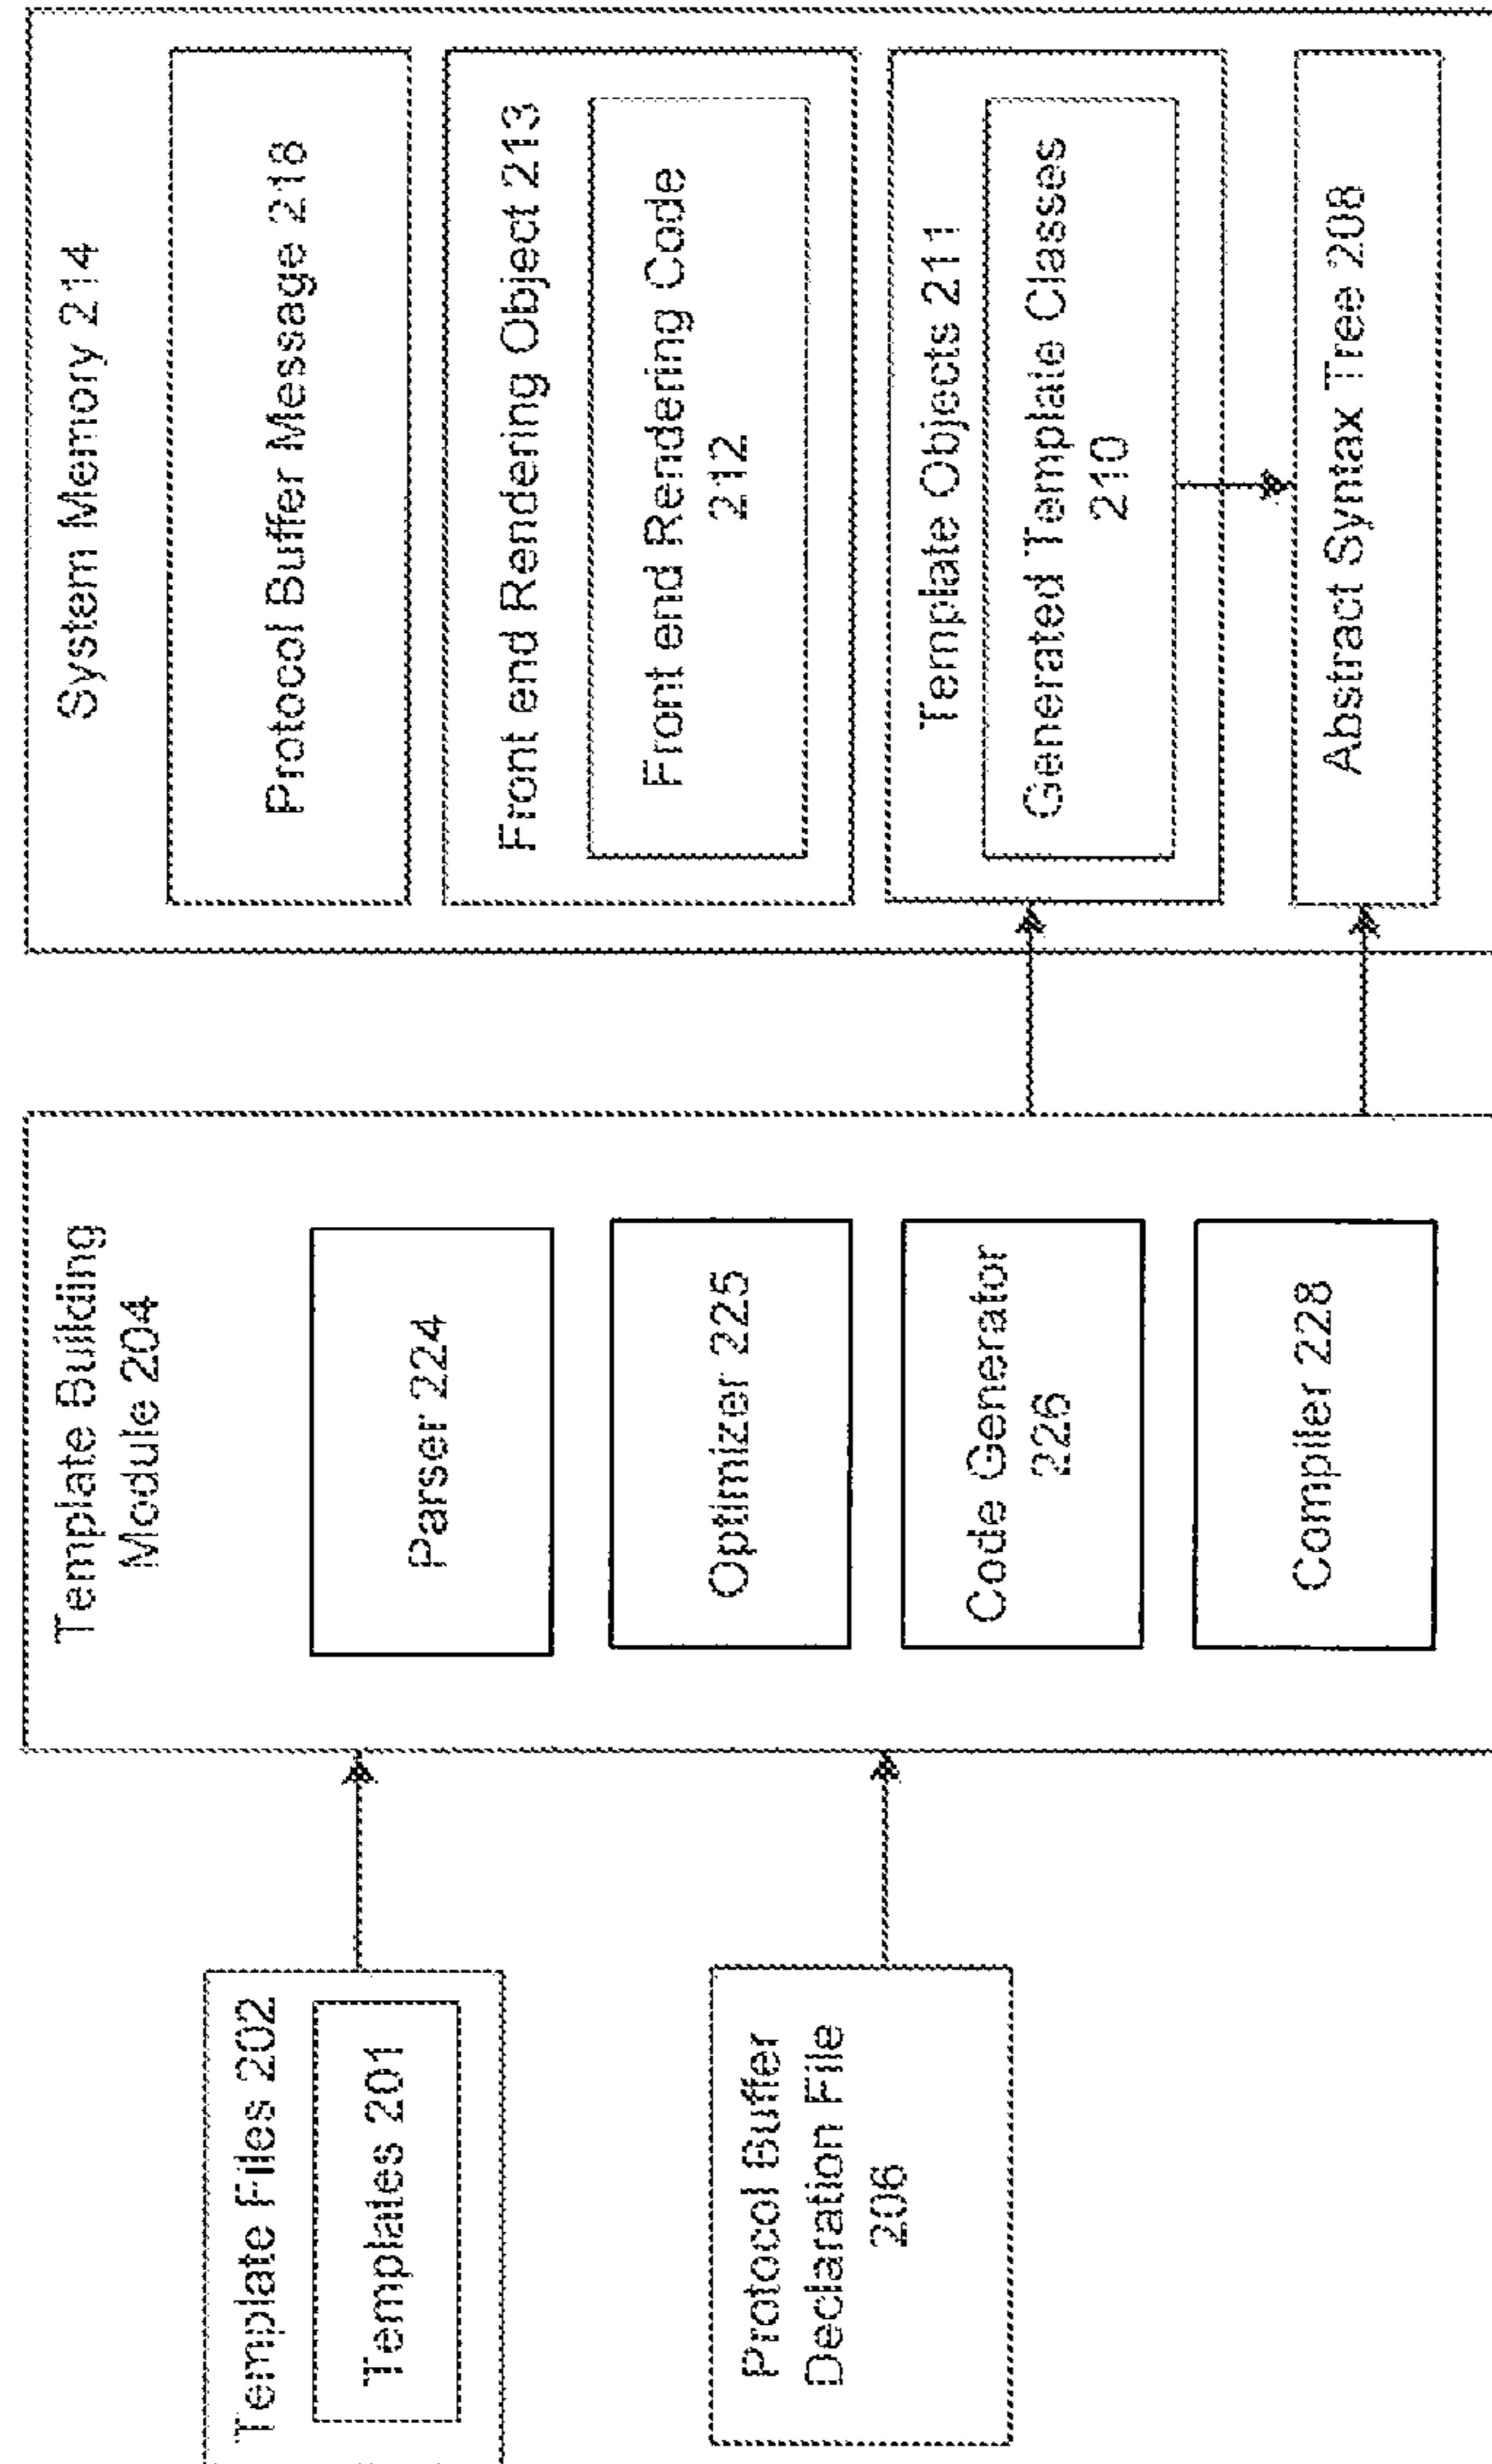 Template Files 202
Templates 201
Protocol Buffer
Declaration File
206
Template Building
Module 204
Parser 224
Optimizer 225
Code Generator
226
Compiler 228
System Memory 214
Protocol Buffer Message 218
Front end Rendering Object 213
Front end Rendering Code
212
Template Objects 211
Generated Template Classes
210
Abstract Syntax Tree 208